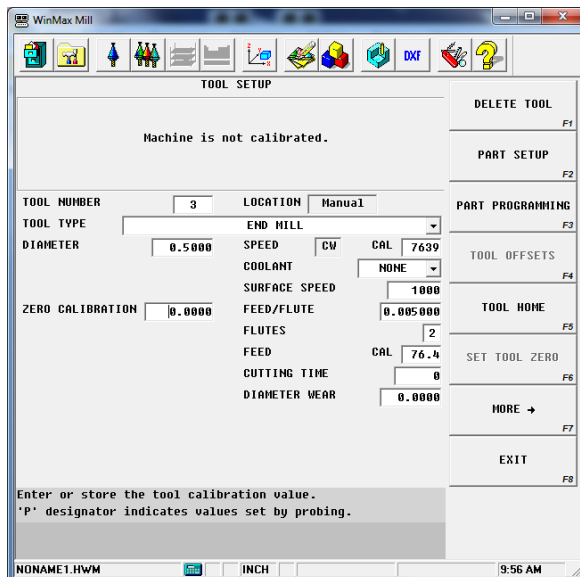 WinMax Mill
DXF
TOOL SETUP
Machine is not calibrated.
TOOL NUMBER 3 LOCATION Manual
TOOL TYPE END MILL
DIAMETER 0.5000 SPEED CW CAL 7639
COOLANT NONE
SURFACE SPEED 1000
ZERO CALIBRATION 0.0000 FEED/FLUTE 0.005000
FLUTES 2
FEED CAL 76.4
CUTTING TIME 0
DIAMETER WEAR 0.0000
Enter or store the tool calibration value.
'P' designator indicates values set by probing.
DELETE TOOL
F1
PART SETUP
F2
PART PROGRAMMING
F3
TOOL OFFSETS
F4
TOOL HOME
F5
SET TOOL ZERO
F6
MORE →
F7
EXIT
F8
NONAME1.HWM INCH 9:56 AM